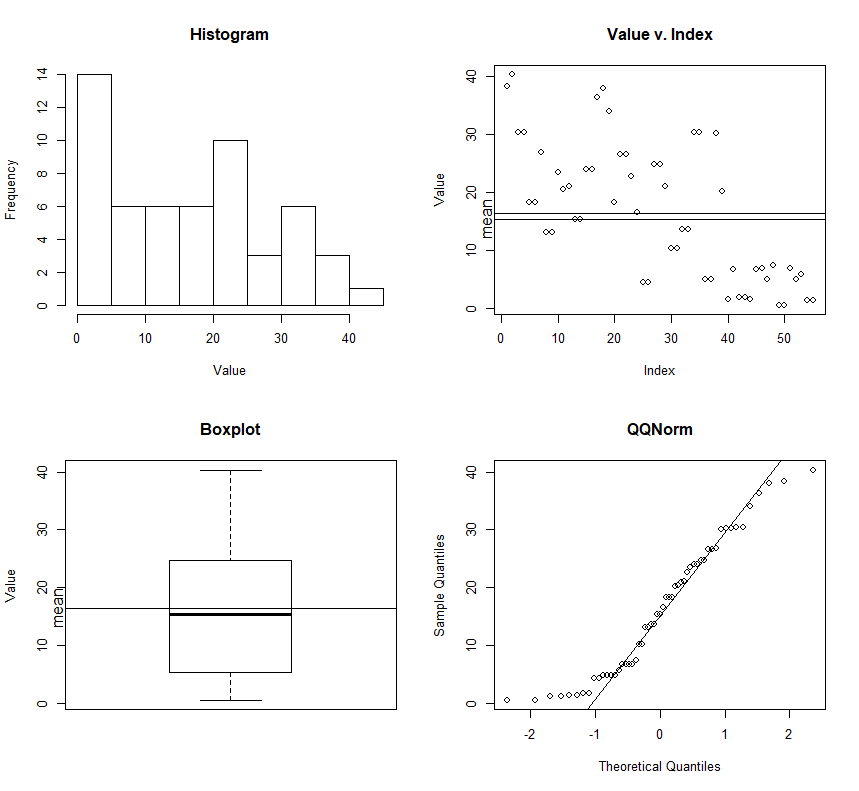 Histogram
Frequency
14
12
10
8
6
4
2
0
0 10 20 30 40
Value
Value v. Index
Value
mean
40
30
20
10
0
0 10 20 30 40 50
Index
Boxplot
Value
mean
40
30
20
10
0
QQNorm
Sample Quantiles
40
30
20
10
0
-2 -1 0 1 2
Theoretical Quantiles